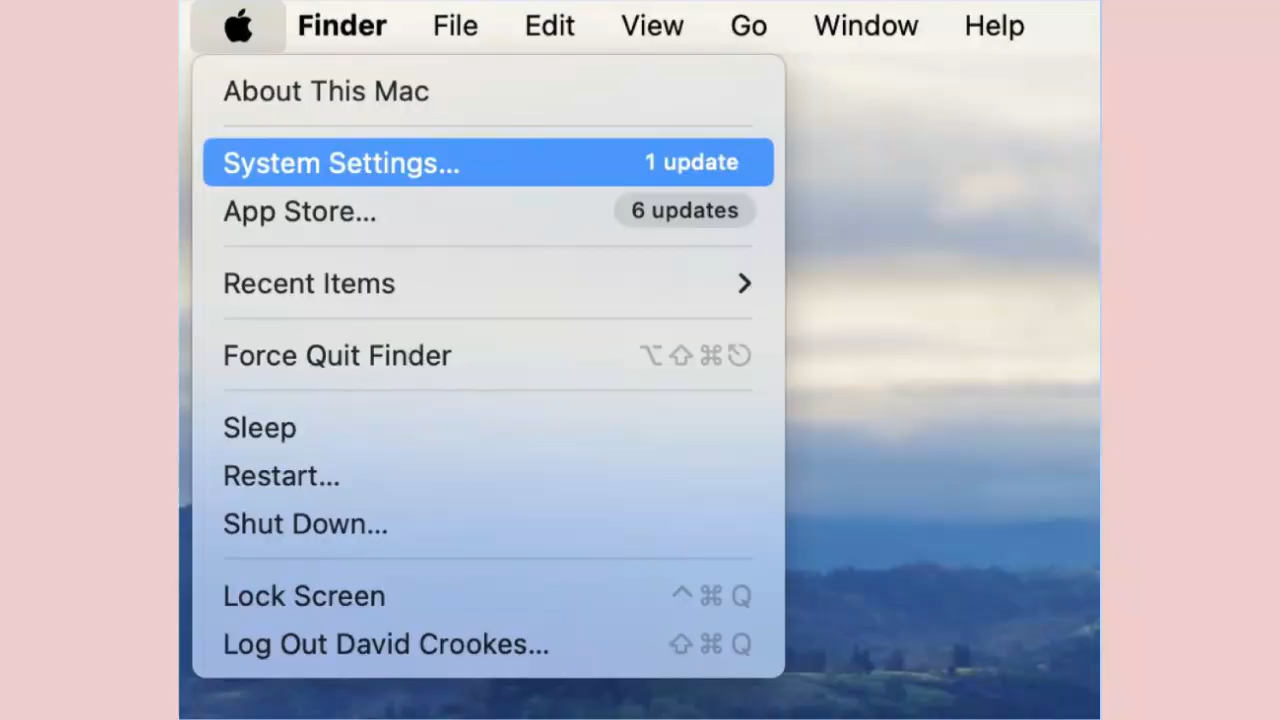 Finder File Edit View Go Window Help
About This Mac
System Settings... 1 update
App Store... 6 updates
Recent Items
Force Quit Finder ⌥⇧⌘⎋
Sleep
Restart...
Shut Down...
Lock Screen ^⌘Q
Log Out David Crookes... ⇧⌘Q